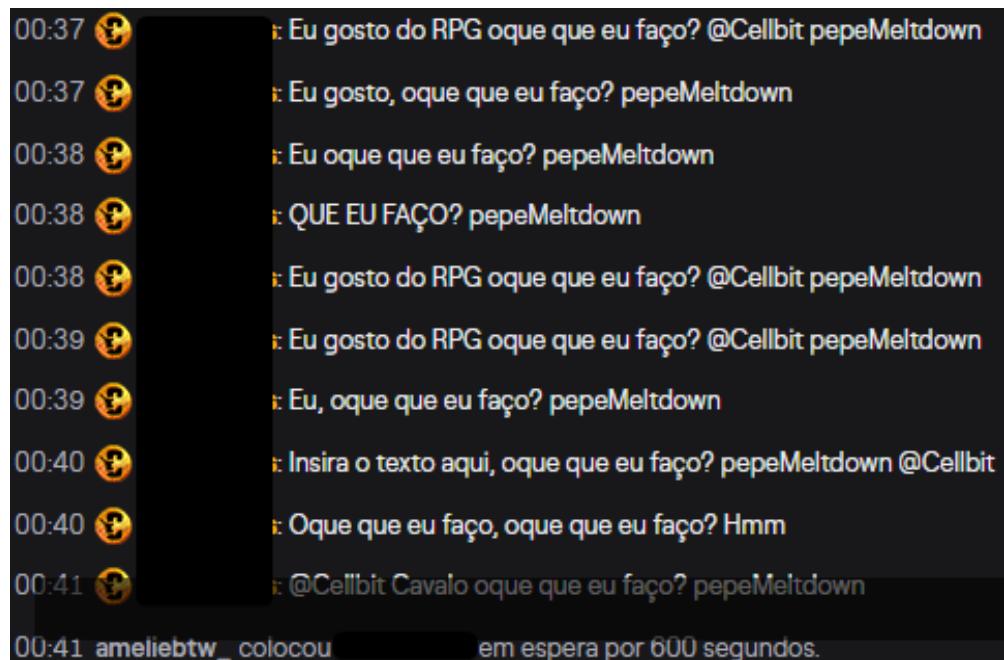 00:37 s: Eu gosto do RPG oque que eu faço? @Cellbit pepeMeltdown
00:37 s: Eu gosto, oque que eu faço? pepeMeltdown
00:38 s: Eu oque que eu faço? pepeMeltdown
00:38 s: QUE EU FAÇO? pepeMeltdown
00:38 s: Eu gosto do RPG oque que eu faço? @Cellbit pepeMeltdown
00:39 s: Eu gosto do RPG oque que eu faço? @Cellbit pepeMeltdown
00:39 s: Eu, oque que eu faço? pepeMeltdown
00:40 s: Insira o texto aqui, oque que eu faço? pepeMeltdown @Cellbit
00:40 s: Oque que eu faço, oque que eu faço? Hmm
00:41 s: @Cellbit Cavalo oque que eu faço? pepeMeltdown
00:41 ameliebtw_ colocou em espera por 600 segundos.